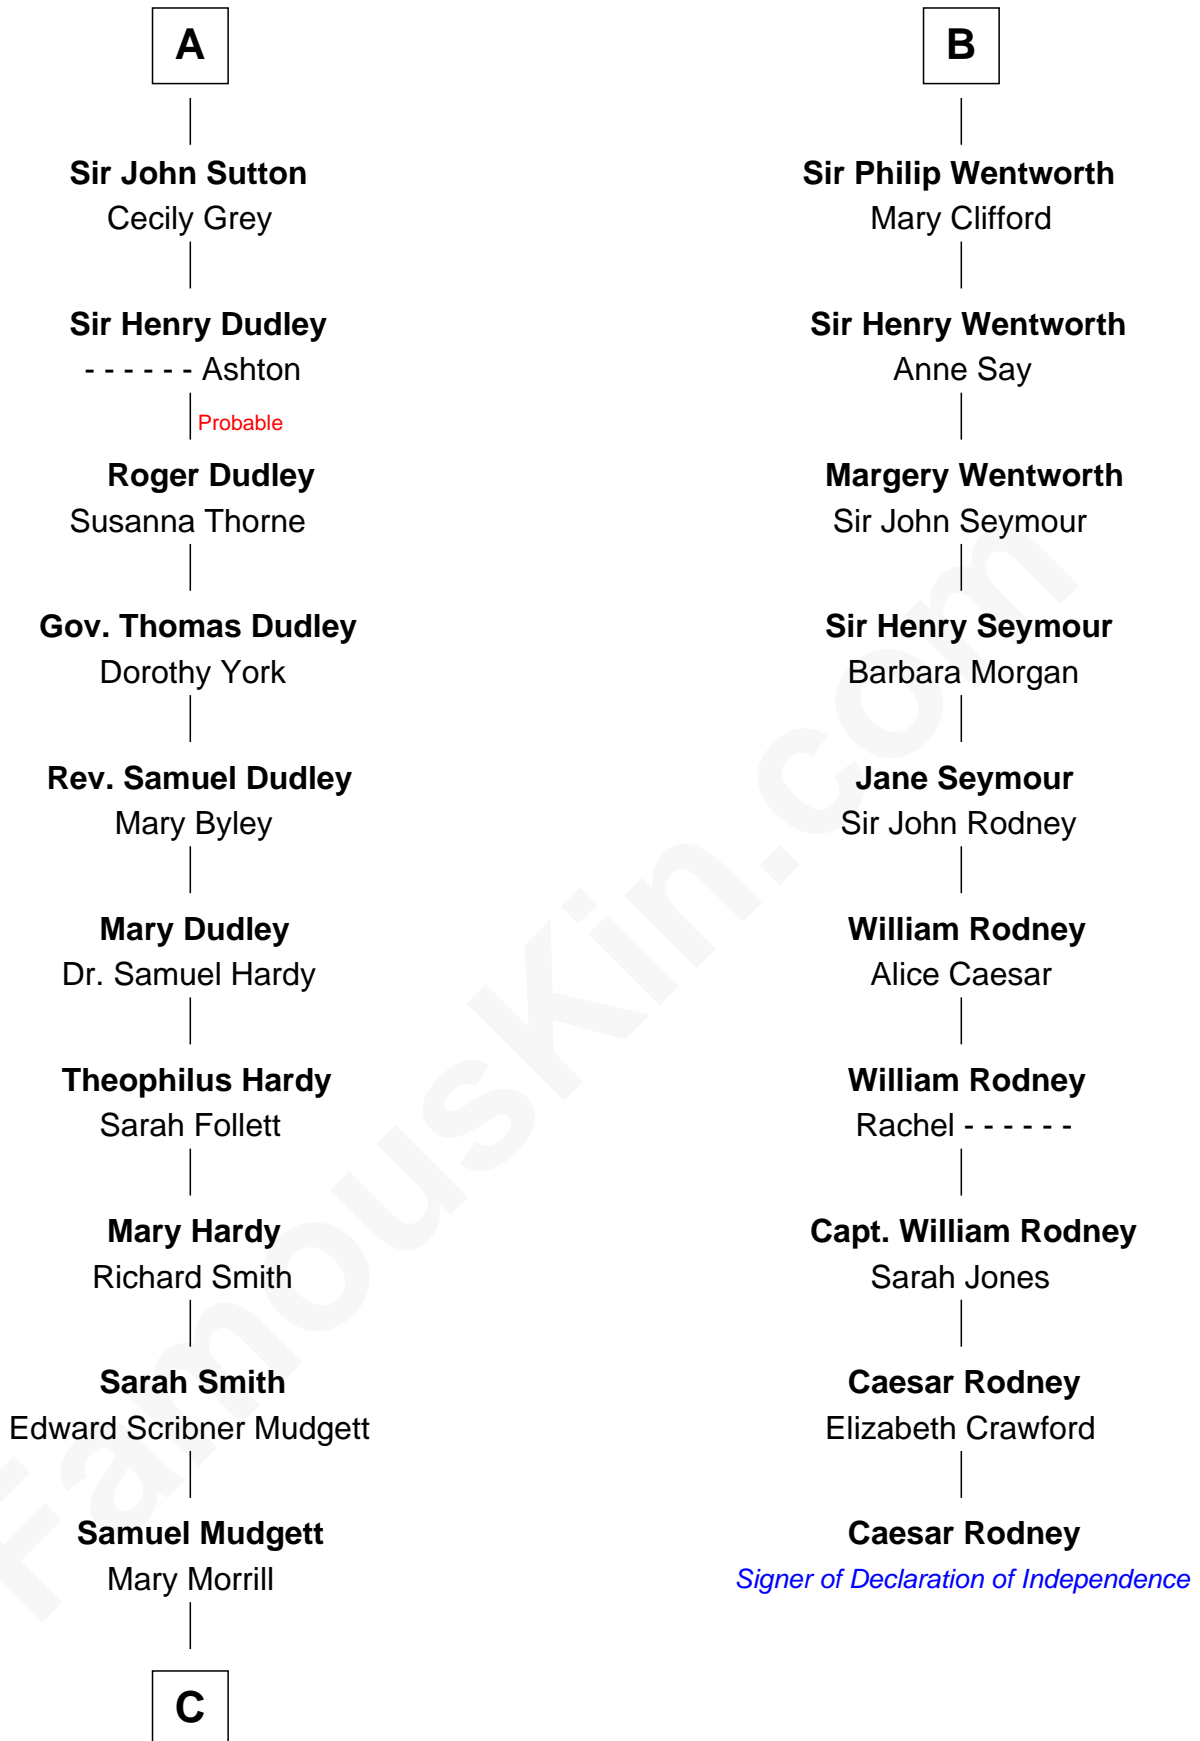 A
Sir John Sutton
Cecily Grey
Sir Henry Dudley
- - - - - - Ashton
Probable
Roger Dudley
Susanna Thorne
Gov. Thomas Dudley
Dorothy York
Rev. Samuel Dudley
Mary Byley
Mary Dudley
Dr. Samuel Hardy
Theophilus Hardy
Sarah Follett
Mary Hardy
Richard Smith
Sarah Smith
Edward Scribner Mudgett
Samuel Mudgett
Mary Morrill
C
B
Sir Philip Wentworth
Mary Clifford
Sir Henry Wentworth
Anne Say
Margery Wentworth
Sir John Seymour
Sir Henry Seymour
Barbara Morgan
Jane Seymour
Sir John Rodney
William Rodney
Alice Caesar
William Rodney
Rachel - - - - - -
Capt. William Rodney
Sarah Jones
Caesar Rodney
Elizabeth Crawford
Caesar Rodney
Signer of Declaration of Independence
FamousKin.com